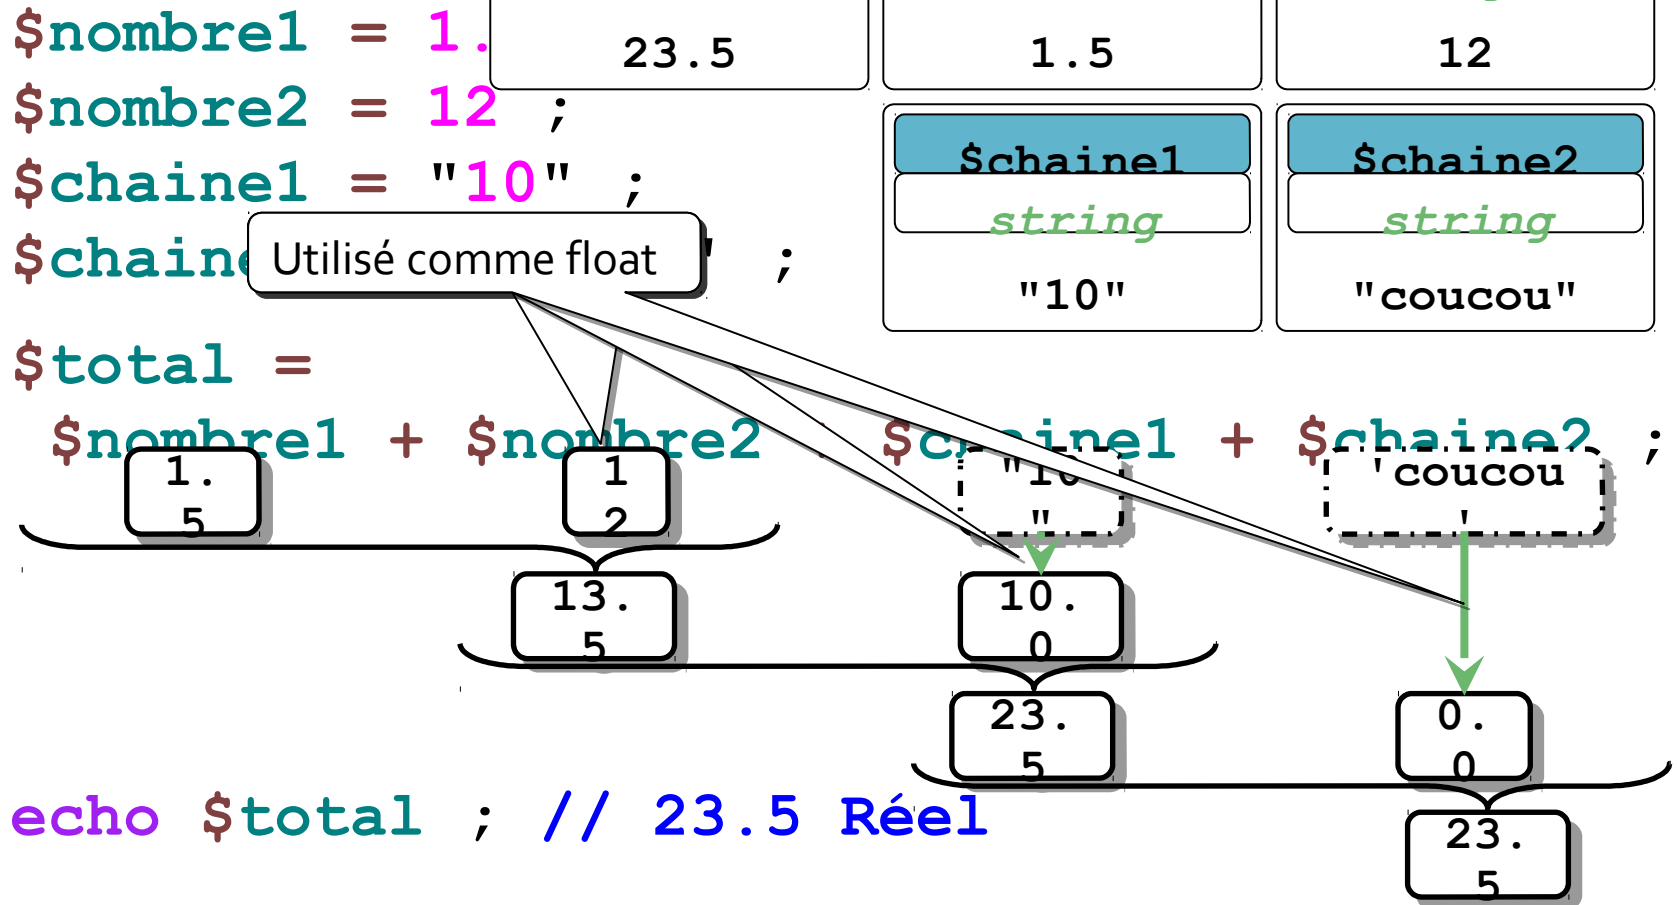 $nombre1 = 1.
23.5
1.5
12
$nombre2 = 12 ;
$chaine1
$chaine2
$chaine1 = "10" ;
string
string
Utilisé comme float
$chaine ' ;
"10"
"coucou"
$total =
$nombre1 + $nombre2 $chaine1 + $chaine2 ;
1.
5
1
2
"10
"
'coucou
'
13.
5
10.
0
23.
5
0.
0
echo $total ; // 23.5 Réel
23.
5